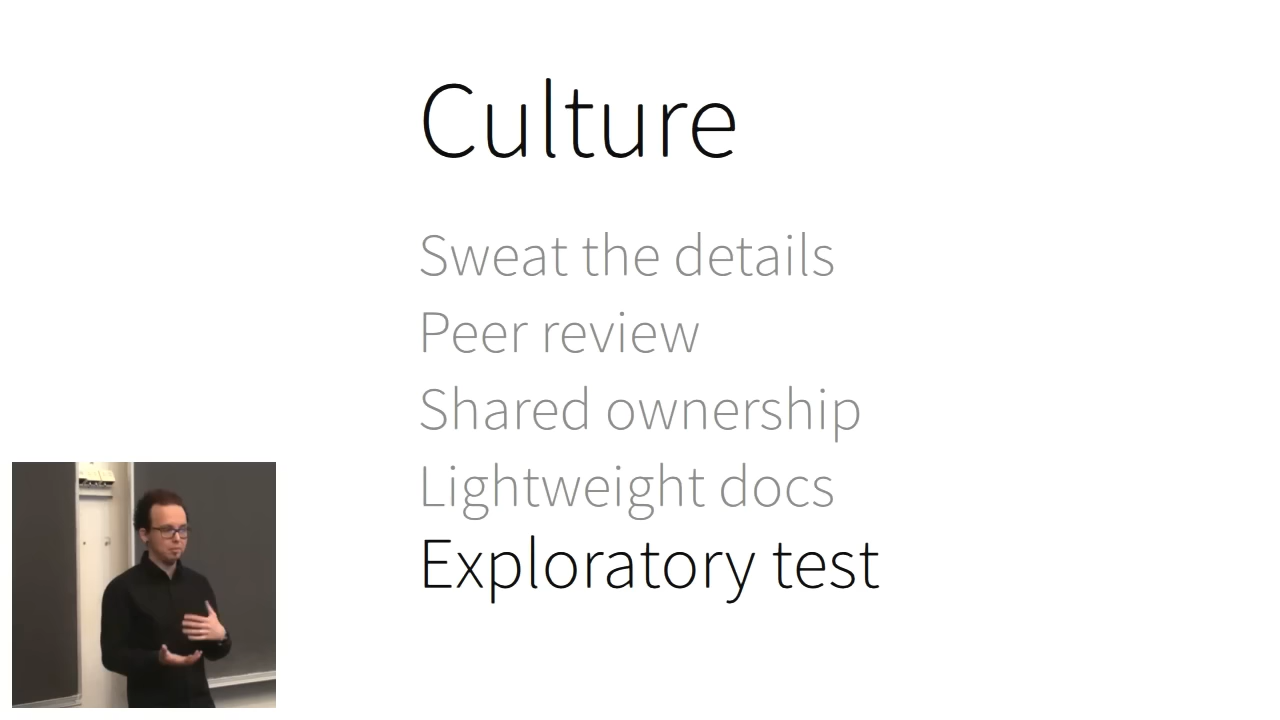 Culture
Sweat the details
Peer review
Shared ownership
Lightweight docs
Exploratory test